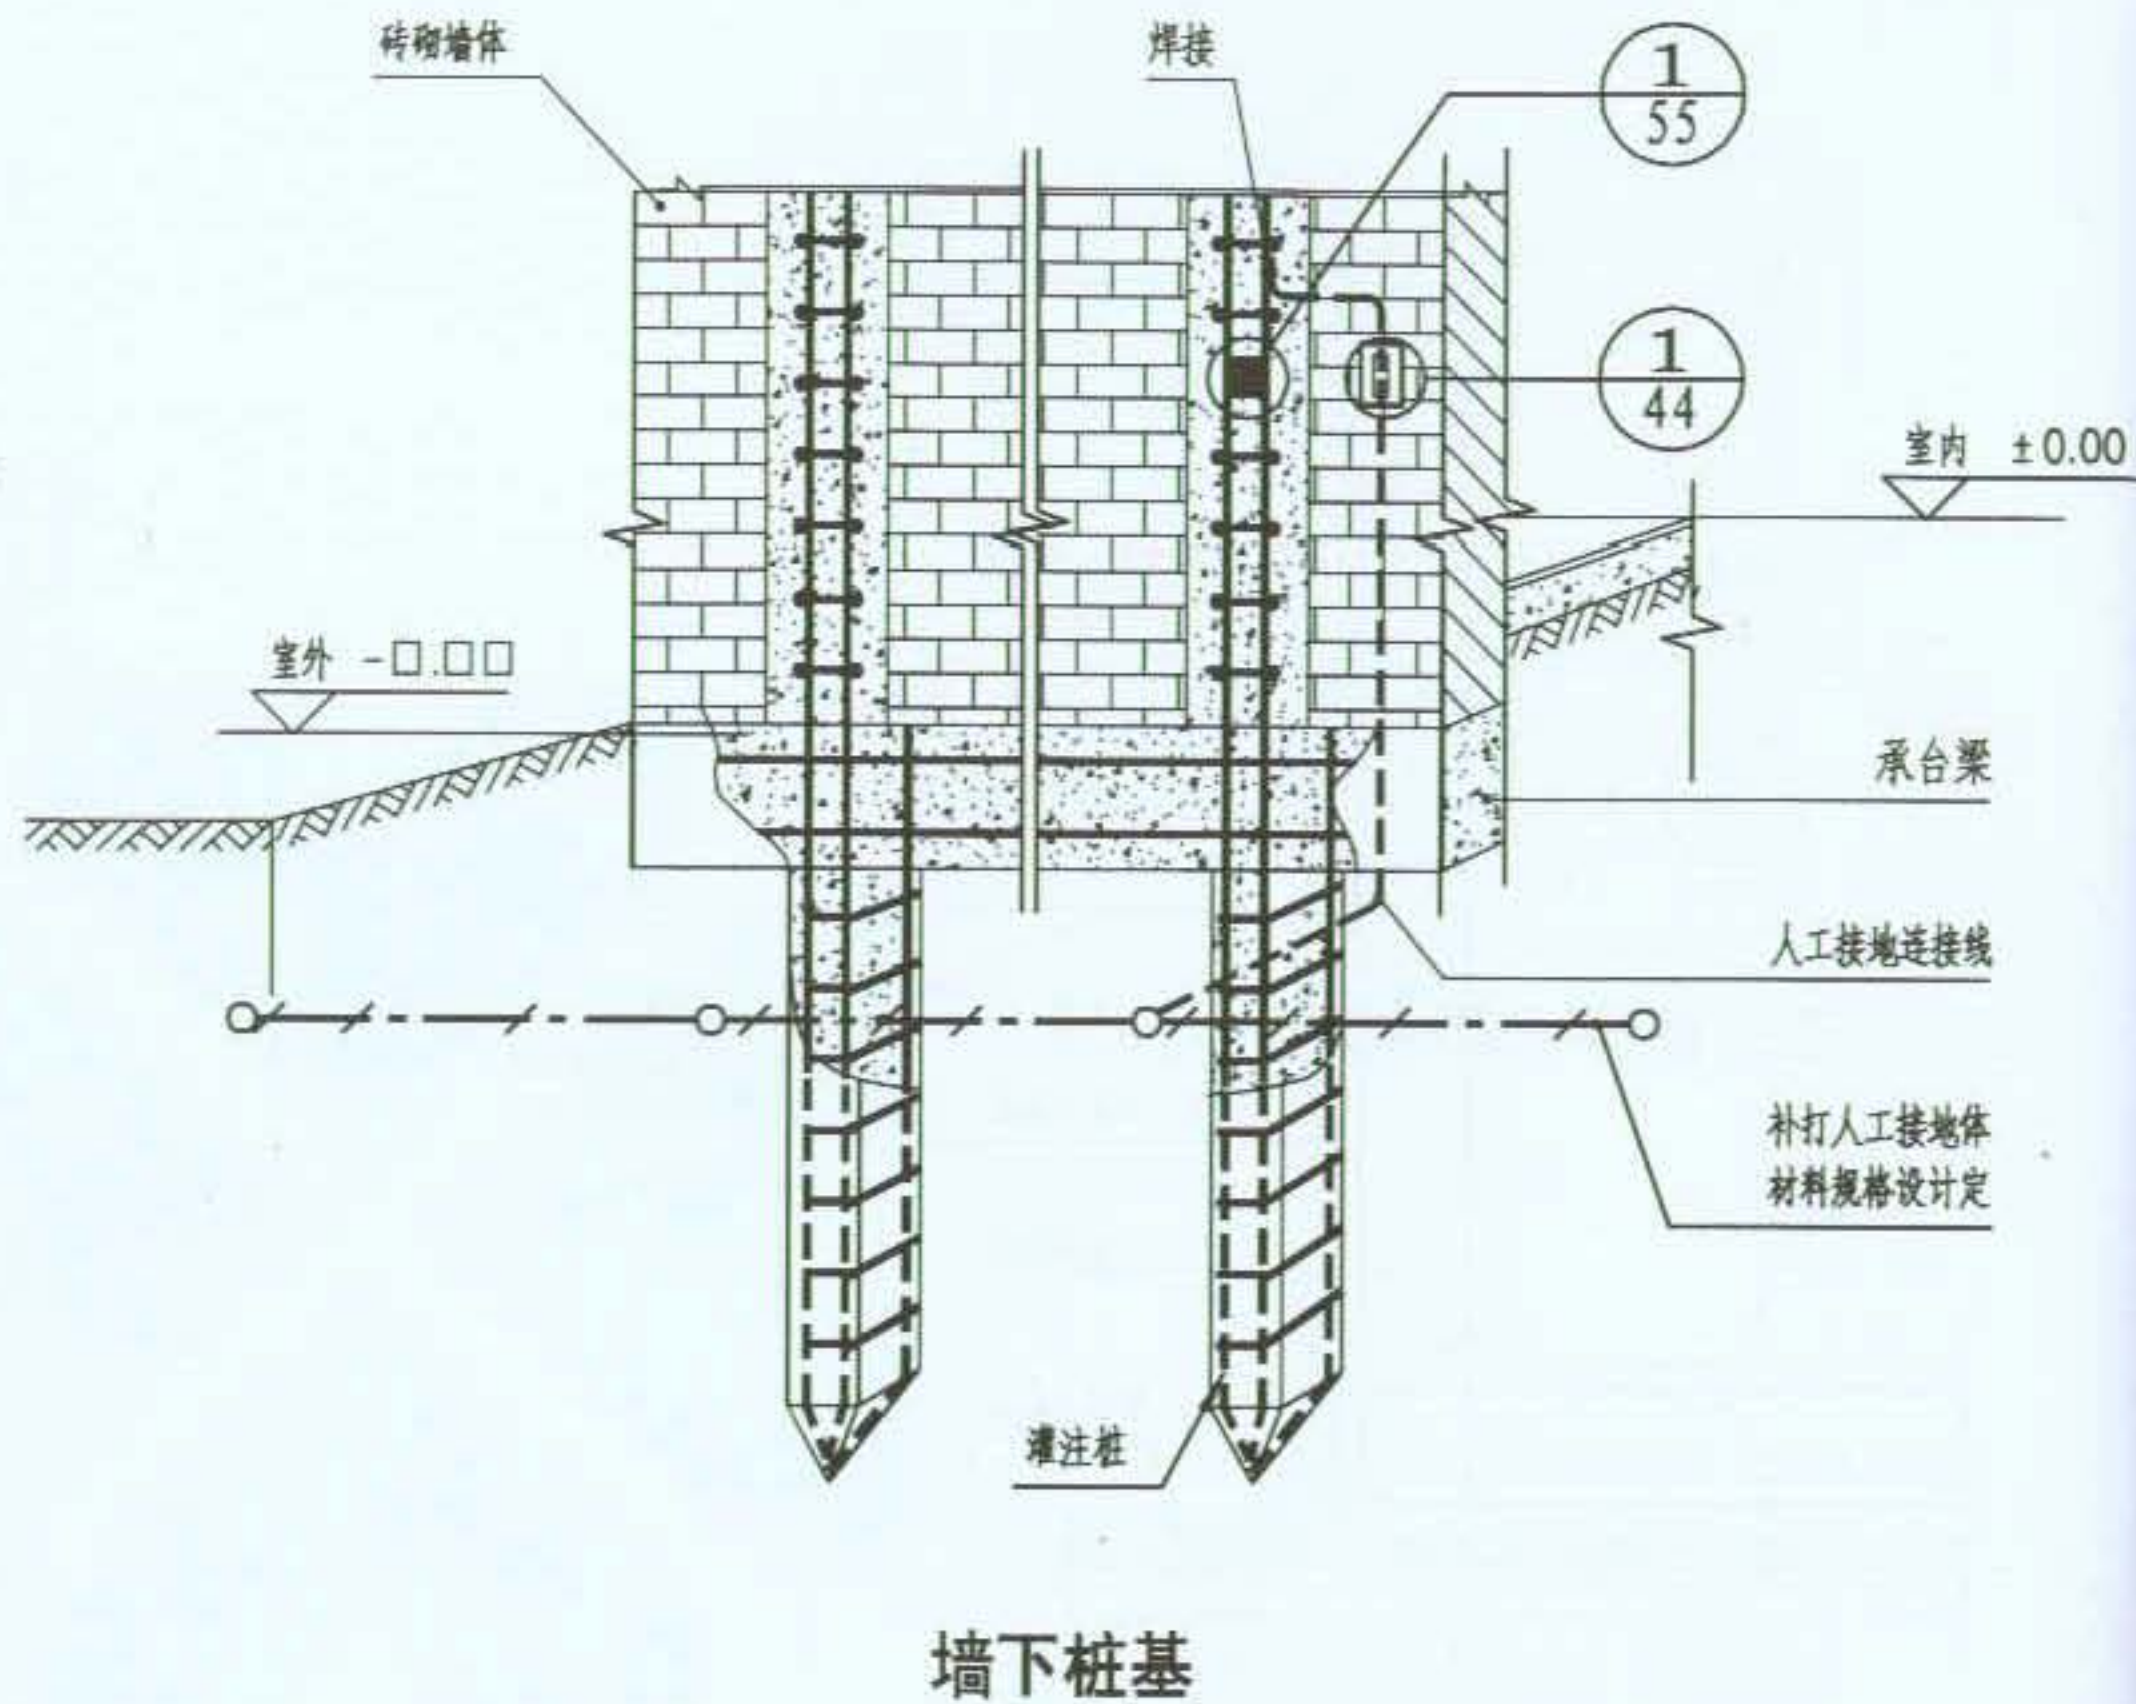 砖砌墙体
焊接
1
55
1
44
室内 ±0.00
室外 -□.□□
承台梁
人工接地连接线
补打人工接地体
材料规格设计定
灌注桩
墙下桩基